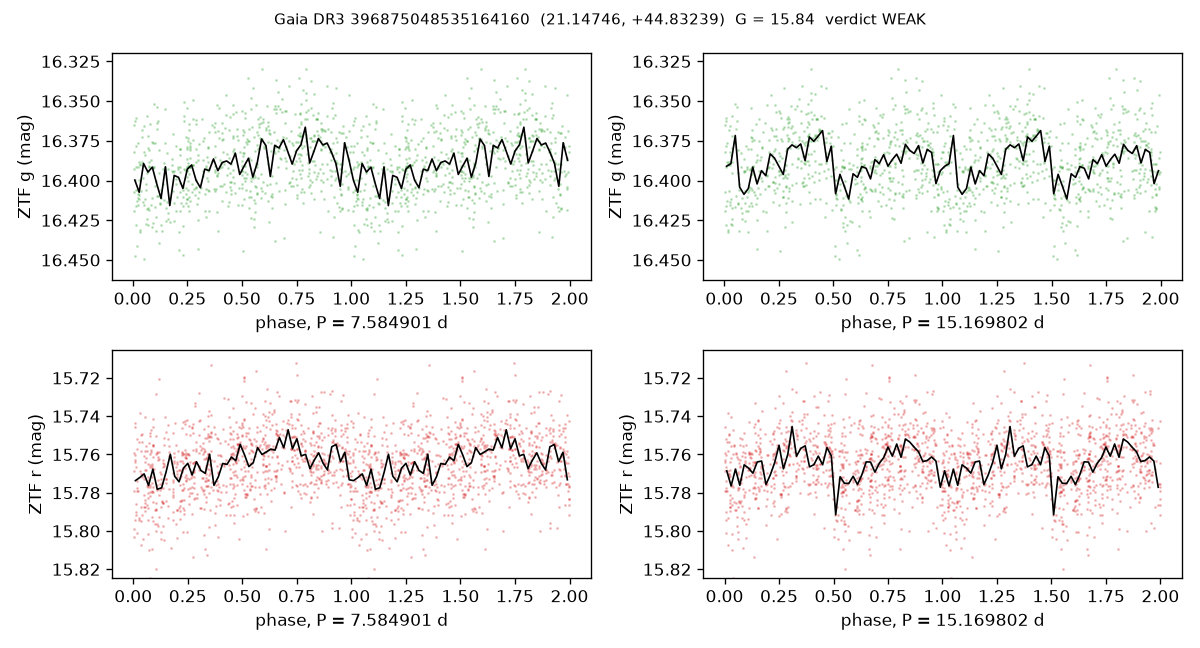 Gaia DR3 396875048535164160  (21.14746, +44.83239)  G = 15.84  verdict WEAK
16.325
16.350
16.375
16.400
16.425
16.450
ZTF g (mag)
0.00 0.25 0.50 0.75 1.00 1.25 1.50 1.75 2.00
phase, P = 7.584901 d
16.325
16.350
16.375
16.400
16.425
16.450
ZTF g (mag)
0.00 0.25 0.50 0.75 1.00 1.25 1.50 1.75 2.00
phase, P = 15.169802 d
15.72
15.74
15.76
15.78
15.80
15.82
ZTF r (mag)
0.00 0.25 0.50 0.75 1.00 1.25 1.50 1.75 2.00
phase, P = 7.584901 d
15.72
15.74
15.76
15.78
15.80
15.82
ZTF r (mag)
0.00 0.25 0.50 0.75 1.00 1.25 1.50 1.75 2.00
phase, P = 15.169802 d